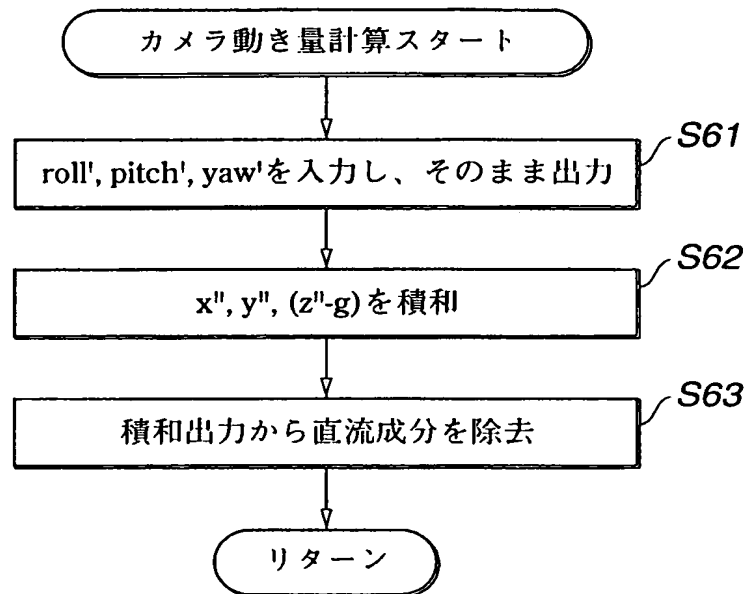 カメラ動き量計算スタート
S61
roll', pitch', yaw'を入力し、そのまま出力
S62
x", y", (z"-g)を積和
S63
積和出力から直流成分を除去
リターン